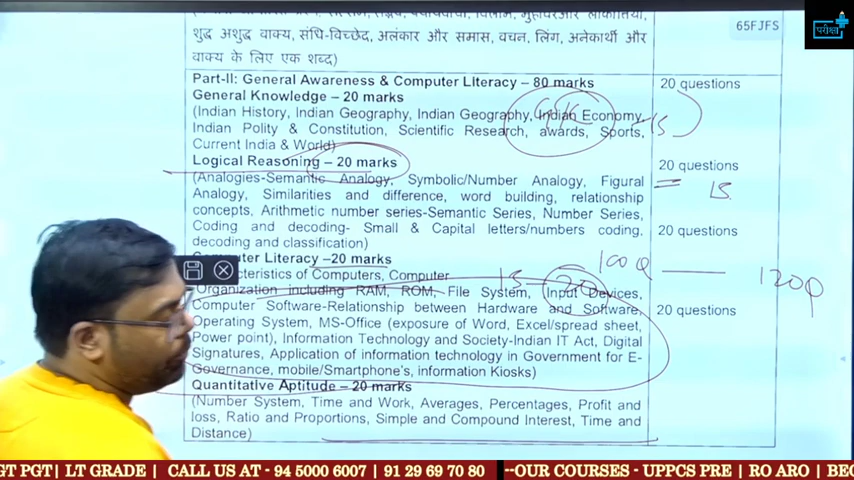 65FJFS
परीक्षा
शुद्ध अशुद्ध वाक्य, संधि-विच्छेद, अलंकार और समास, वचन, लिंग, अनेकार्थी और
वाक्य के लिए एक शब्द)
Part-II: General Awareness & Computer Literacy – 80 marks
20 questions
General Knowledge – 20 marks
(Indian History, Indian Geography, Indian Geography, Indian Economy,
15
Indian Polity & Constitution, Scientific Research, awards, Sports,
Current India & World)
Logical Reasoning – 20 marks
20 questions
(Analogies-Semantic Analogy, Symbolic/Number Analogy, Figural
15
Analogy, Similarities and difference, word building, relationship
concepts, Arithmetic number series-Semantic Series, Number Series,
Coding and decoding- Small & Capital letters/numbers coding,
20 questions
decoding and classification)
Literacy –20 marks
100Q
120Q
of Computers, Computer
15 20
Organization including RAM, ROM, File System, Input Devices,
Computer Software-Relationship between Hardware and Software,
20 questions
Operating System, MS-Office (exposure of Word, Excel/spread sheet,
Power point), Information Technology and Society-Indian IT Act, Digital
Signatures, Application of information technology in Government for E-
Governance, mobile/Smartphone's, information Kiosks)
Quantitative Aptitude – 20 marks
(Number System, Time and Work, Averages, Percentages, Profit and
loss, Ratio and Proportions, Simple and Compound Interest, Time and
Distance)
GT PGT| LT GRADE | CALL US AT - 94 5000 6007 | 91 29 69 70 80 --OUR COURSES - UPPCS PRE | RO ARO | BEO